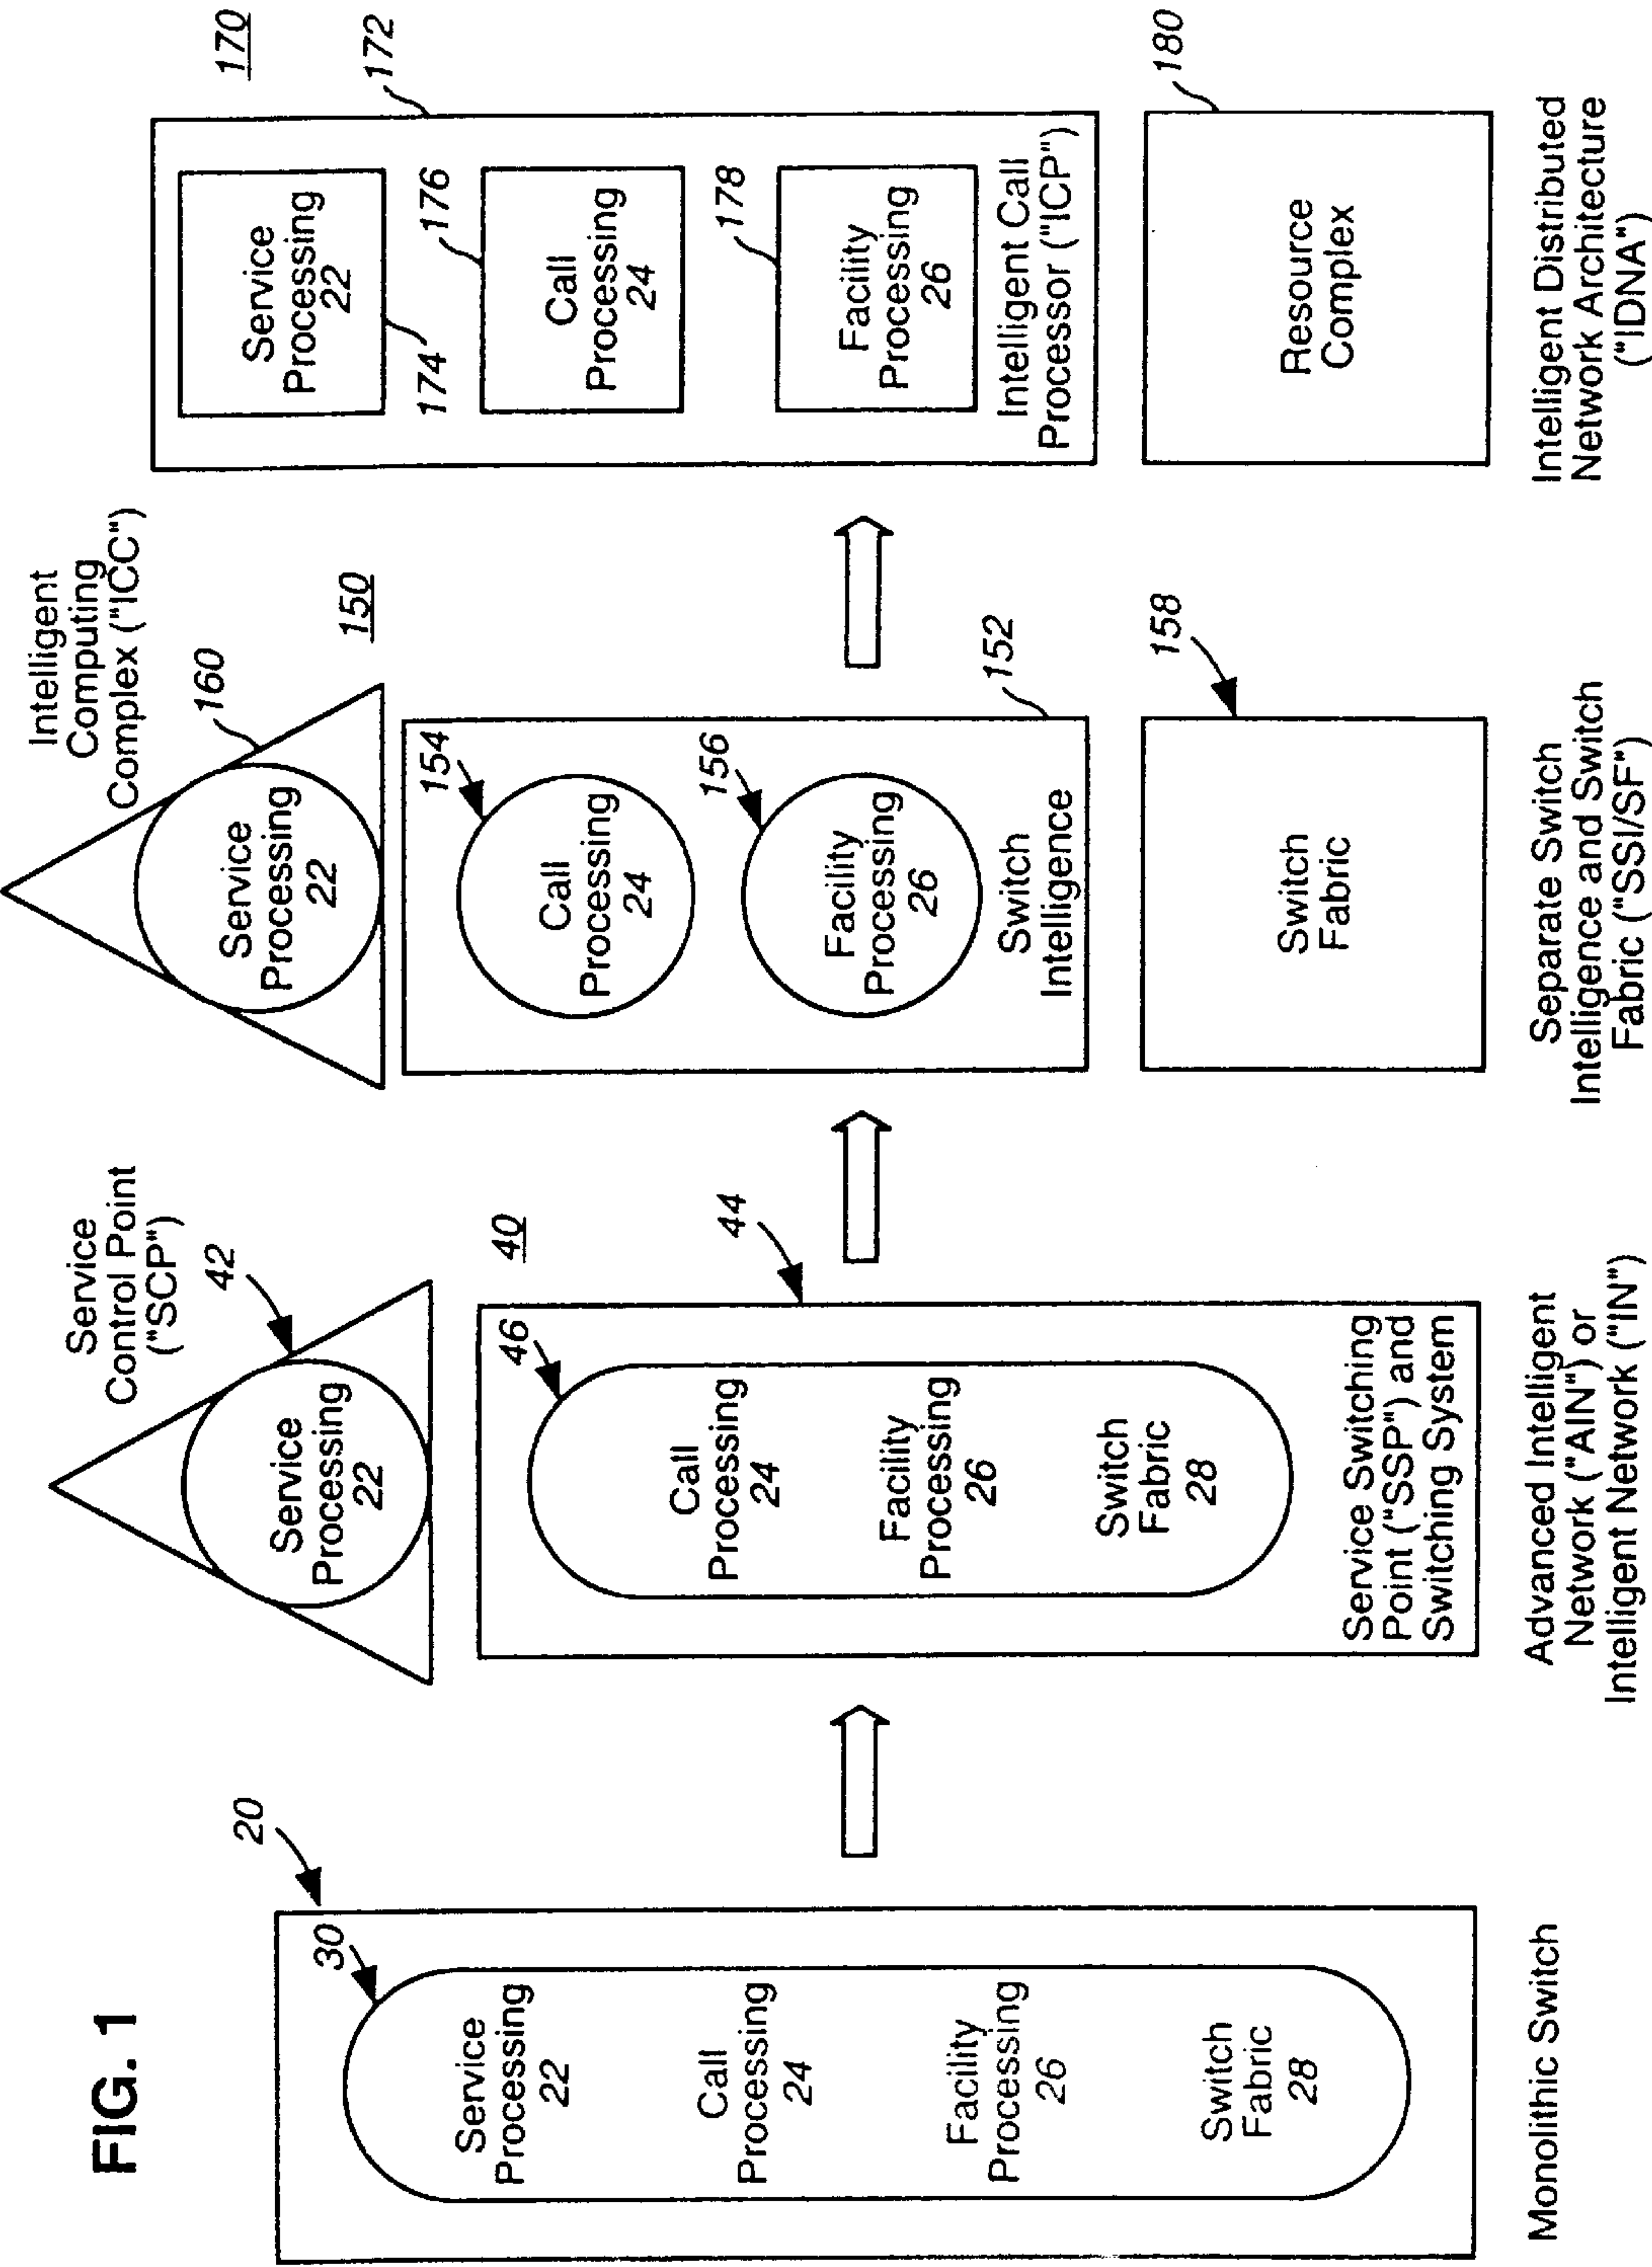 FIG. 1
20
30
Service
Processing
22
Call
Processing
24
Facility
Processing
26
Switch
Fabric
28
Monolithic Switch
Service
Control Point
("SCP")
42
Service
Processing
22
40
44
46
Call
Processing
24
Facility
Processing
26
Switch
Fabric
28
Service Switching
Point ("SSP") and
Switching System
Advanced Intelligent
Network ("AIN") or
Intelligent Network ("IN")
Intelligent
Computing
Complex ("ICC")
160
Service
Processing
22
150
154
Call
Processing
24
156
Facility
Processing
26
Switch
Intelligence
152
158
Switch
Fabric
Separate Switch
Intelligence and Switch
Fabric ("SSI/SF")
170
172
Service
Processing
22
174
176
Call
Processing
24
178
Facility
Processing
26
Intelligent Call
Processor ("ICP")
180
Resource
Complex
Intelligent Distributed
Network Architecture
("IDNA")